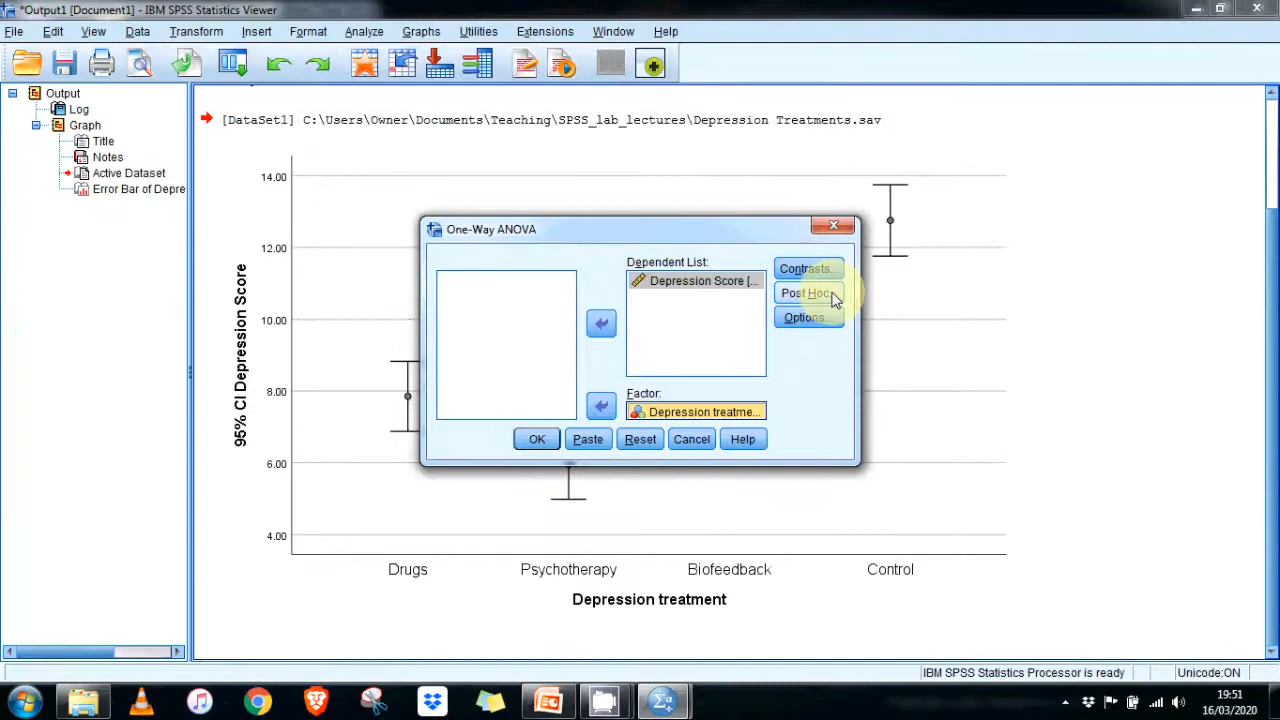 *Output1 [Document1] - IBM SPSS Statistics Viewer
File Edit View Data Transform Insert Format Analyze Graphs Utilities Extensions Window Help
Output
Log
Graph
Title
Notes
Active Dataset
Error Bar of Depre
[DataSet1] C:\Users\Owner\Documents\Teaching\SPSS_lab_lectures\Depression Treatments.sav
14.00
12.00
10.00
8.00
6.00
4.00
95% CI Depression Score
Drugs Psychotherapy Biofeedback Control
Depression treatment
One-Way ANOVA
Dependent List:
Depression Score [...
Contrasts...
Post Hoc...
Options...
Factor:
Depression treatme...
OK Paste Reset Cancel Help
IBM SPSS Statistics Processor is ready Unicode:ON
19:51
16/03/2020